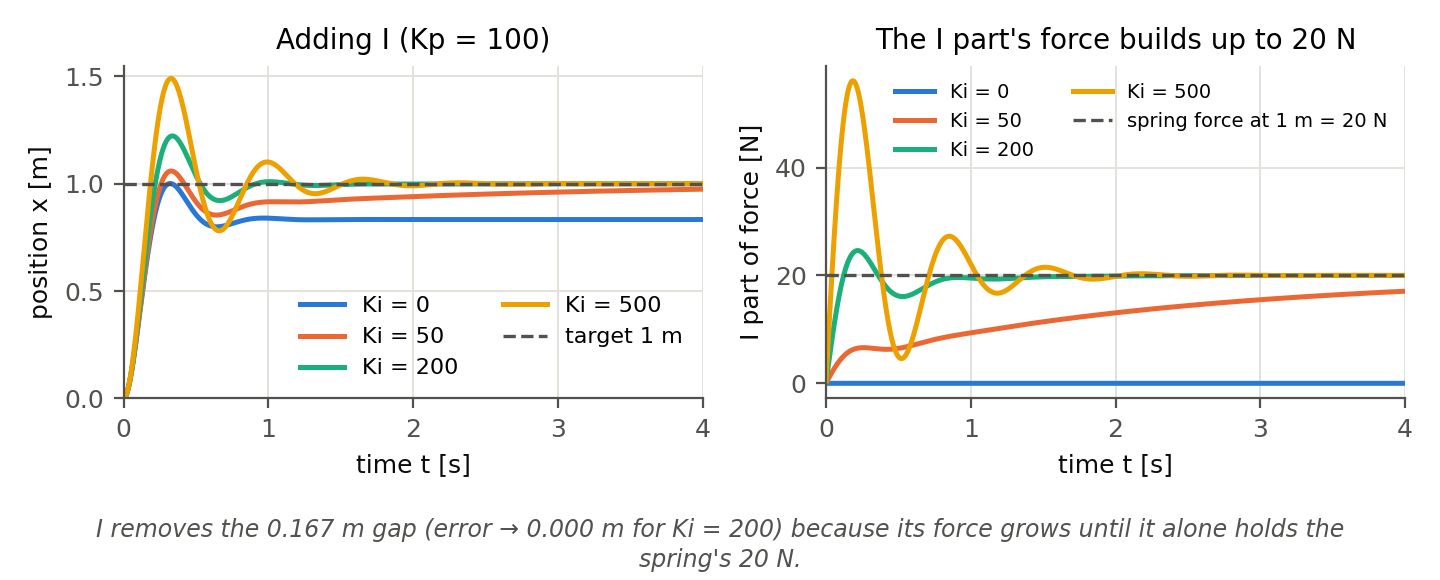 Adding I (Kp = 100)
position x [m]
1.5
1.0
0.5
0.0
Ki = 0
Ki = 50
Ki = 200
Ki = 500
target 1 m
0 1 2 3 4
time t [s]
The I part's force builds up to 20 N
I part of force [N]
40
20
0
Ki = 0
Ki = 50
Ki = 200
Ki = 500
spring force at 1 m = 20 N
0 1 2 3 4
time t [s]
I removes the 0.167 m gap (error → 0.000 m for Ki = 200) because its force grows until it alone holds the
spring's 20 N.